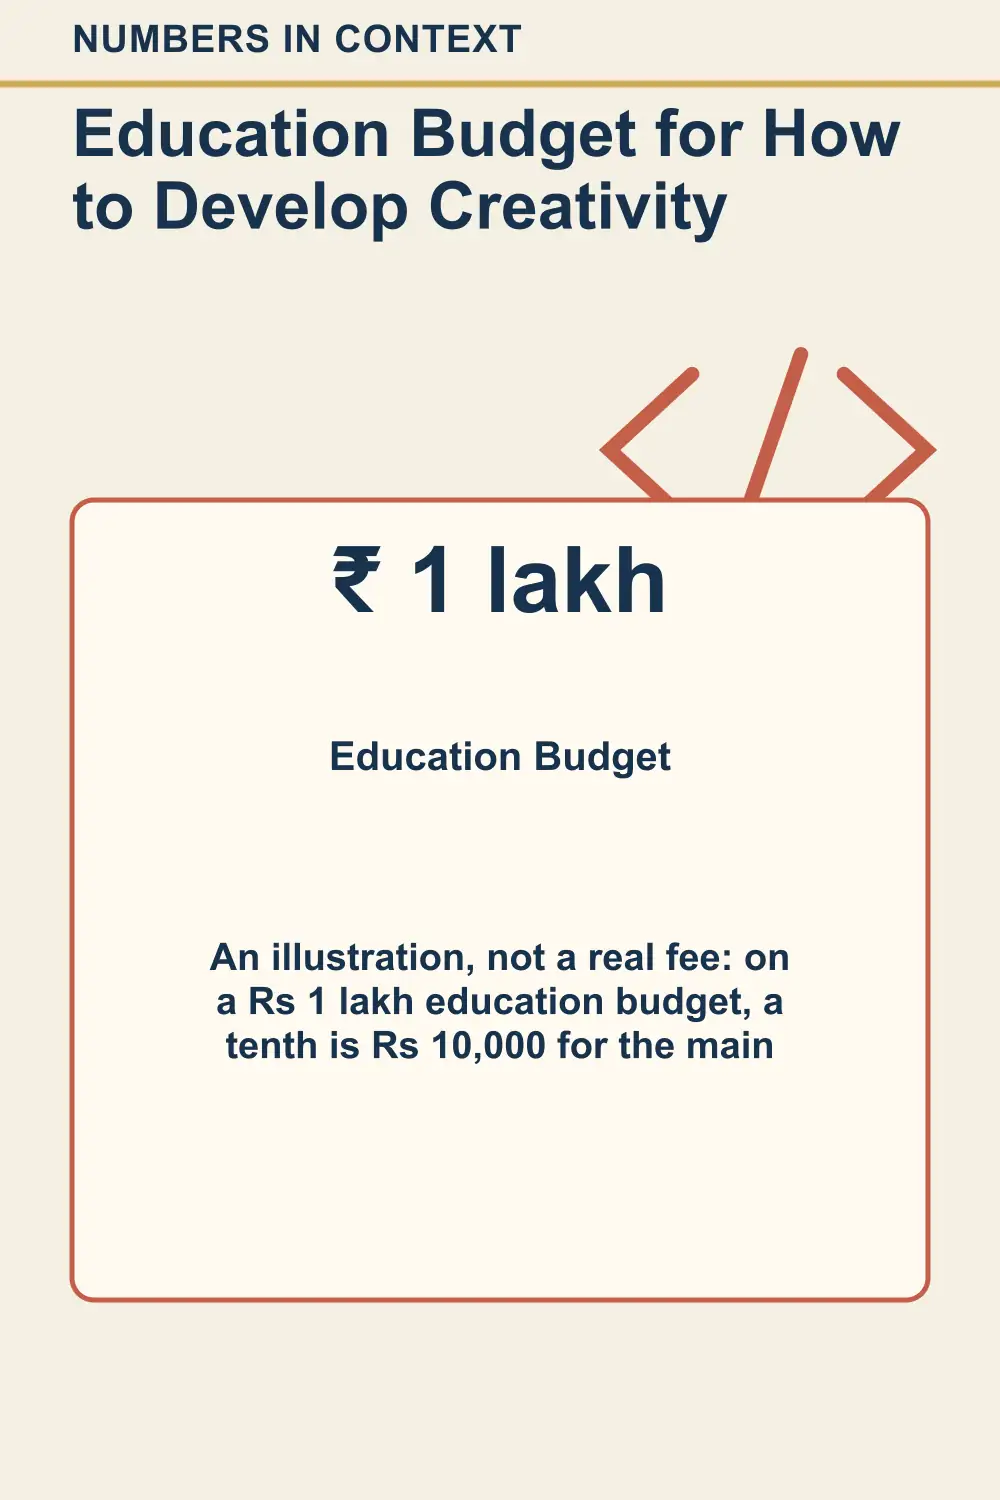 NUMBERS IN CONTEXT
Education Budget for How
to Develop Creativity
₹ 1 lakh
Education Budget
An illustration, not a real fee: on
a Rs 1 lakh education budget, a
tenth is Rs 10,000 for the main